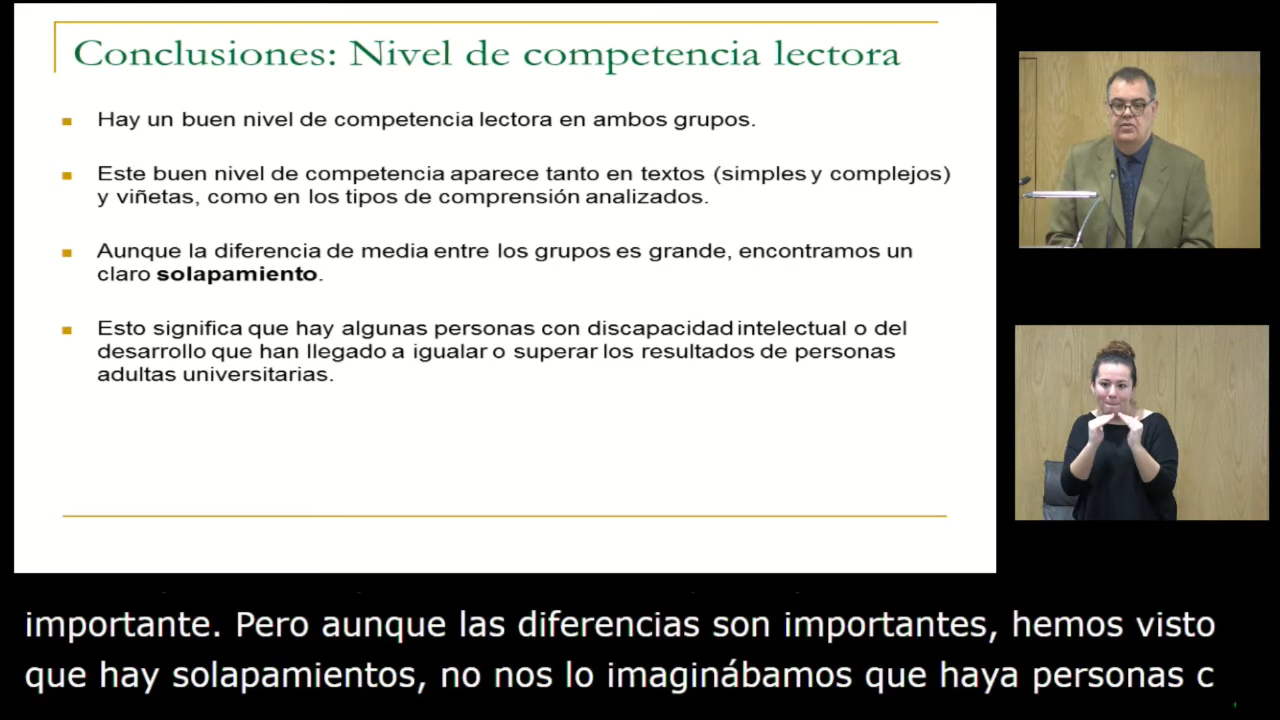 Conclusiones: Nivel de competencia lectora
Hay un buen nivel de competencia lectora en ambos grupos.
Este buen nivel de competencia aparece tanto en textos (simples y complejos)
y viñetas, como en los tipos de comprensión analizados.
Aunque la diferencia de media entre los grupos es grande, encontramos un
claro solapamiento.
Esto significa que hay algunas personas con discapacidad intelectual o del
desarrollo que han llegado a igualar o superar los resultados de personas
adultas universitarias.
importante. Pero aunque las diferencias son importantes, hemos visto
que hay solapamientos, no nos lo imaginábamos que haya personas c